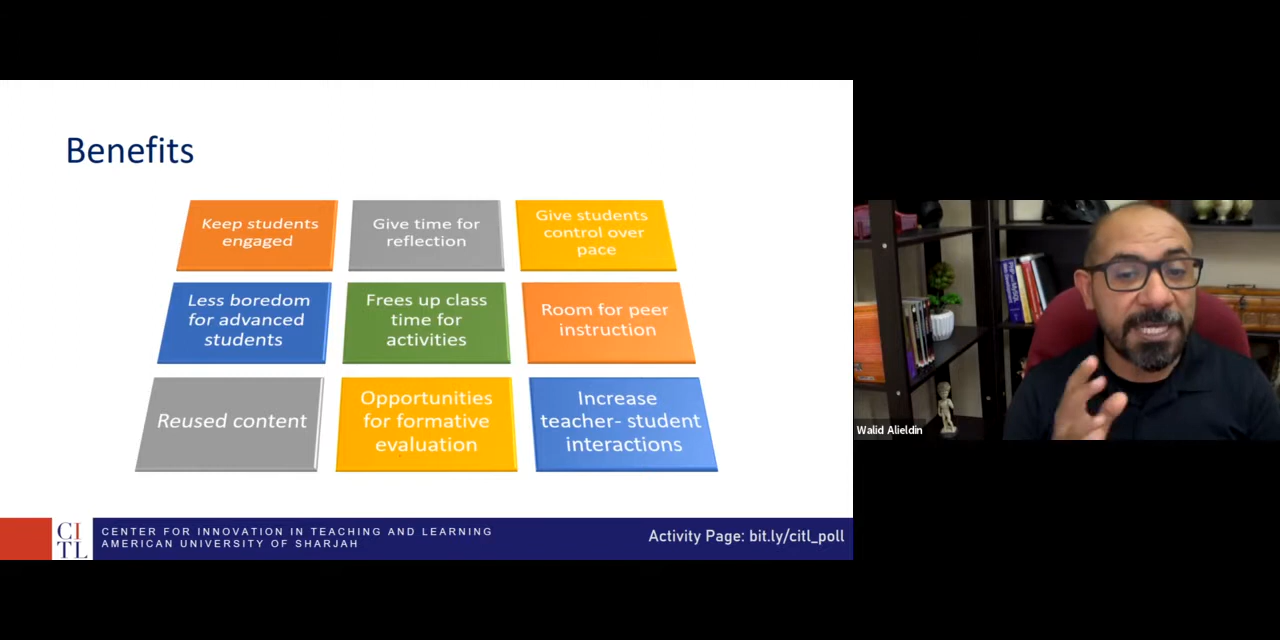 Benefits
Keep students
engaged
Give time for
reflection
Give students
control over
pace
Less boredom
for advanced
students
Frees up class
time for
activities
Room for peer
instruction
Reused content
Opportunities
for formative
evaluation
Increase
teacher- student
interactions
CI
TL
CENTER FOR INNOVATION IN TEACHING AND LEARNING
AMERICAN UNIVERSITY OF SHARJAH
Activity Page: bit.ly/citl_poll
Walid Alieldin